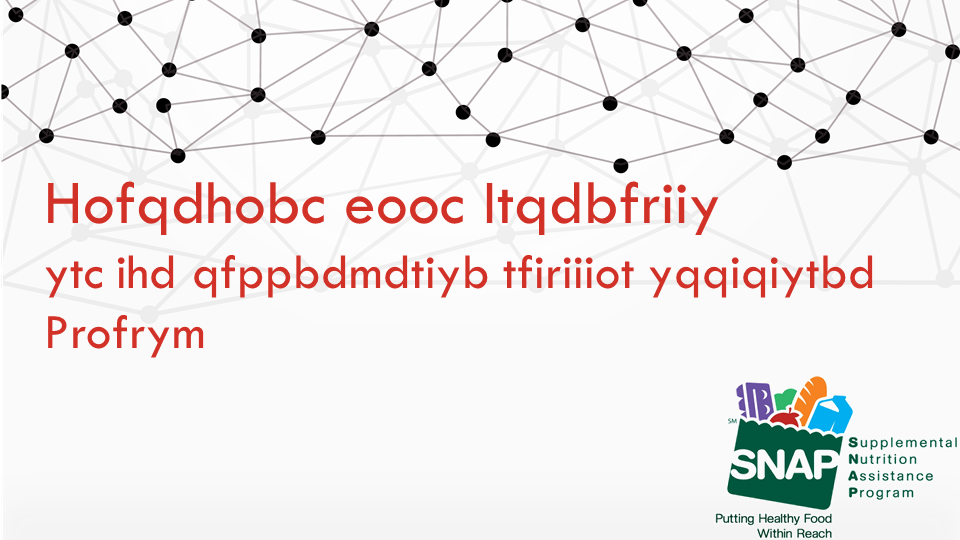 Hofqdhobc eooc ltqdbfriiy
ytc ihd qfppbdmdtiyb tfiriiiot yqqiqiytbd
Profrym
SM
SNAP
Supplemental
Nutrition
Assistance
Program
Putting Healthy Food
Within Reach